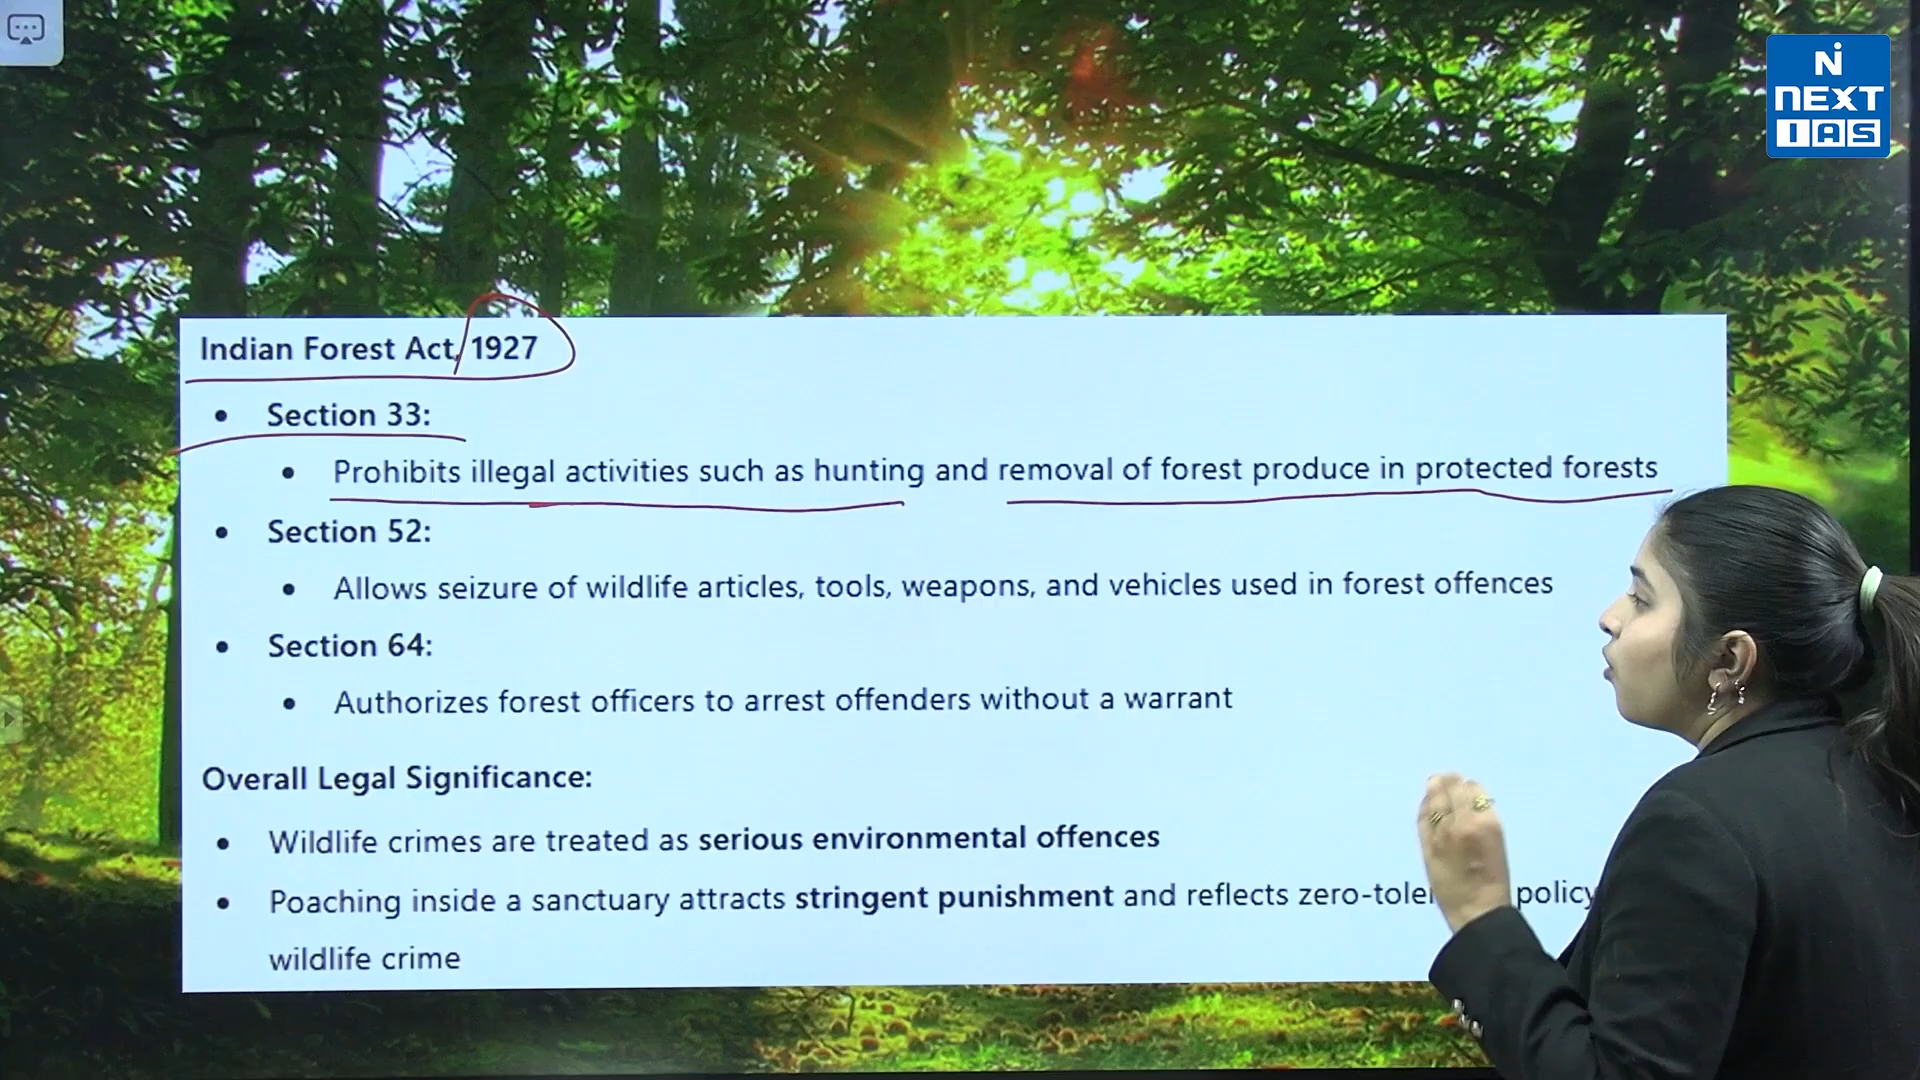 NEXT
IAS
Indian Forest Act, 1927
• Section 33:
• Prohibits illegal activities such as hunting and removal of forest produce in protected forests
• Section 52:
• Allows seizure of wildlife articles, tools, weapons, and vehicles used in forest offences
• Section 64:
• Authorizes forest officers to arrest offenders without a warrant
Overall Legal Significance:
• Wildlife crimes are treated as serious environmental offences
• Poaching inside a sanctuary attracts stringent punishment and reflects policy
wildlife crime